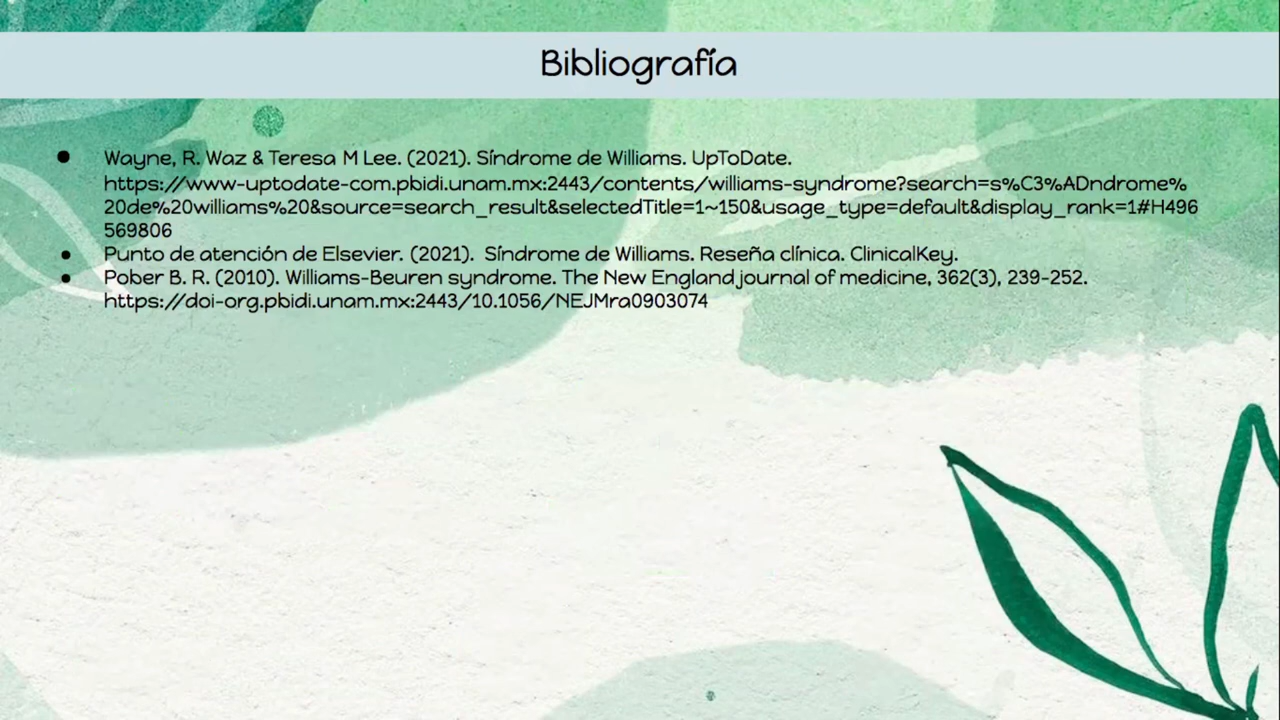 Bibliografía
● Wayne, R. Waz & Teresa M Lee. (2021). Síndrome de Williams. UpToDate.
https://www-uptodate-com.pbidi.unam.mx:2443/contents/williams-syndrome?search=s%C3%ADndrome%
20de%20williams%20&source=search_result&selectedTitle=1~150&usage_type=default&display_rank=1#H496
569806
● Punto de atención de Elsevier. (2021).  Síndrome de Williams. Reseña clínica. ClinicalKey.
● Pober B. R. (2010). Williams-Beuren syndrome. The New England journal of medicine, 362(3), 239-252.
https://doi-org.pbidi.unam.mx:2443/10.1056/NEJMra0903074